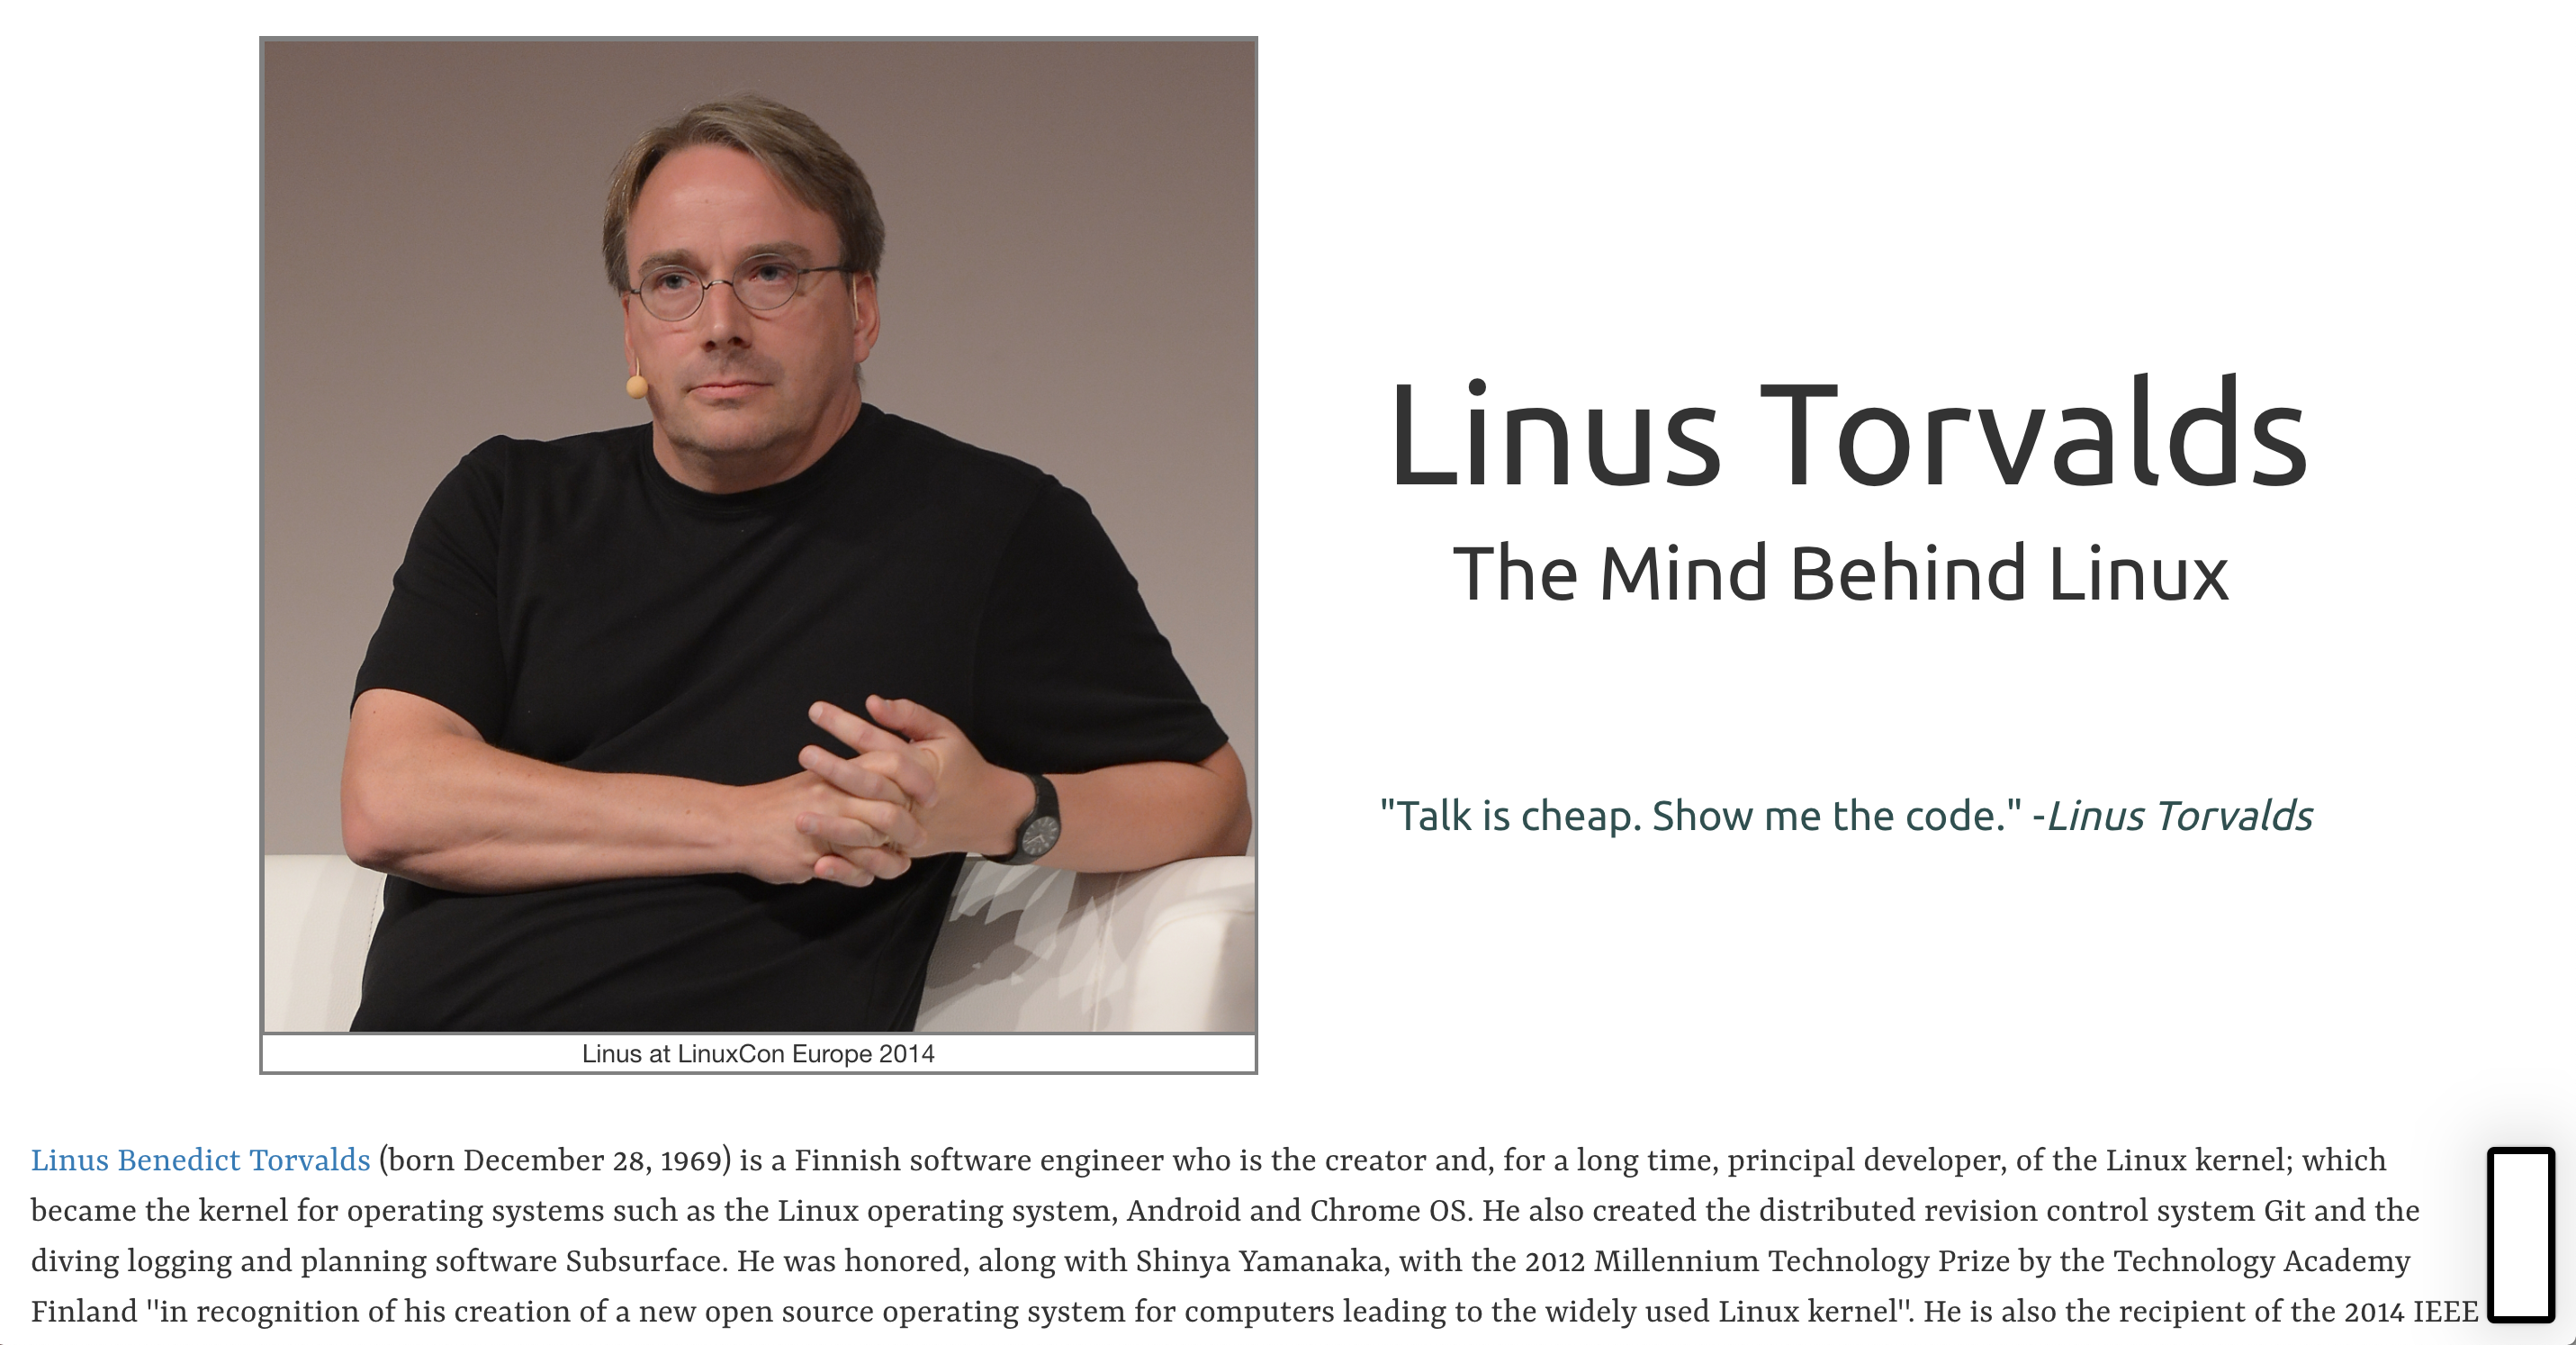 Linus Torvalds
The Mind Behind Linux
"Talk is cheap. Show me the code." -Linus Torvalds
Linus at LinuxCon Europe 2014
Linus Benedict Torvalds (born December 28, 1969) is a Finnish software engineer who is the creator and, for a long time, principal developer, of the Linux kernel; which
became the kernel for operating systems such as the Linux operating system, Android and Chrome OS. He also created the distributed revision control system Git and the
diving logging and planning software Subsurface. He was honored, along with Shinya Yamanaka, with the 2012 Millennium Technology Prize by the Technology Academy
Finland "in recognition of his creation of a new open source operating system for computers leading to the widely used Linux kernel". He is also the recipient of the 2014 IEEE